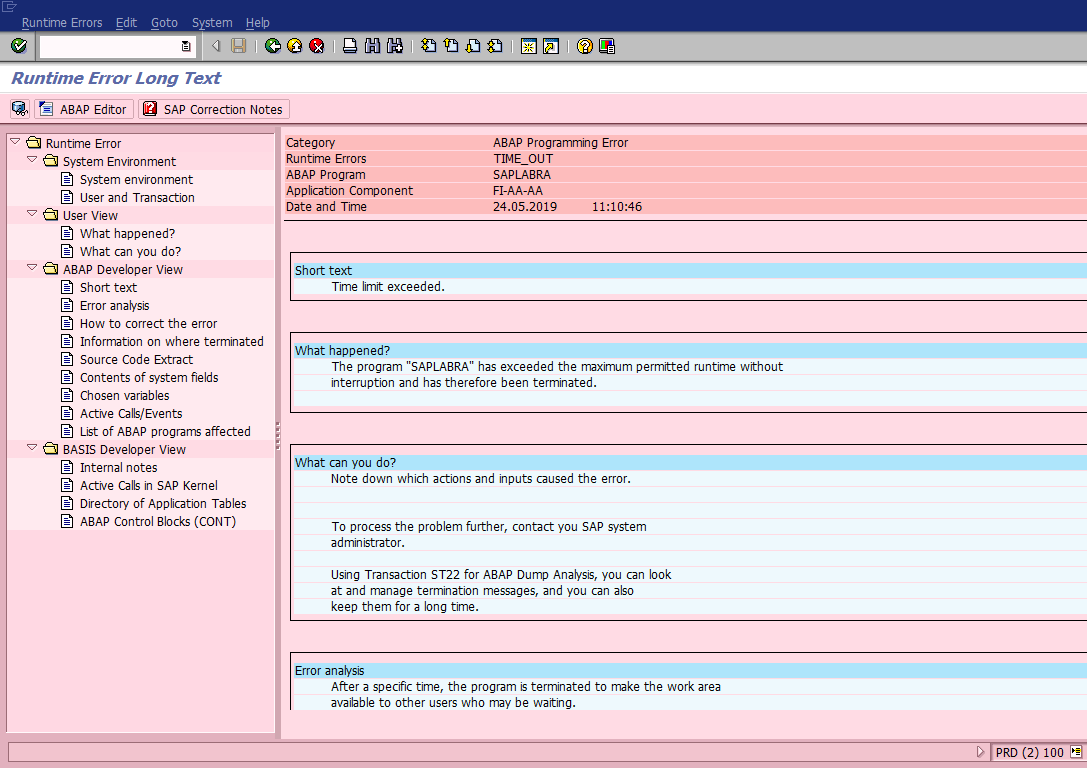 Runtime Errors Edit Goto System Help
Runtime Error Long Text
ABAP Editor SAP Correction Notes
Runtime Error
System Environment
System environment
User and Transaction
User View
What happened?
What can you do?
ABAP Developer View
Short text
Error analysis
How to correct the error
Information on where terminated
Source Code Extract
Contents of system fields
Chosen variables
Active Calls/Events
List of ABAP programs affected
BASIS Developer View
Internal notes
Active Calls in SAP Kernel
Directory of Application Tables
ABAP Control Blocks (CONT)
Category ABAP Programming Error
Runtime Errors TIME_OUT
ABAP Program SAPLABRA
Application Component FI-AA-AA
Date and Time 24.05.2019 11:10:46
Short text
Time limit exceeded.
What happened?
The program "SAPLABRA" has exceeded the maximum permitted runtime without
interruption and has therefore been terminated.
What can you do?
Note down which actions and inputs caused the error.
To process the problem further, contact you SAP system
administrator.
Using Transaction ST22 for ABAP Dump Analysis, you can look
at and manage termination messages, and you can also
keep them for a long time.
Error analysis
After a specific time, the program is terminated to make the work area
available to other users who may be waiting.
PRD (2) 100